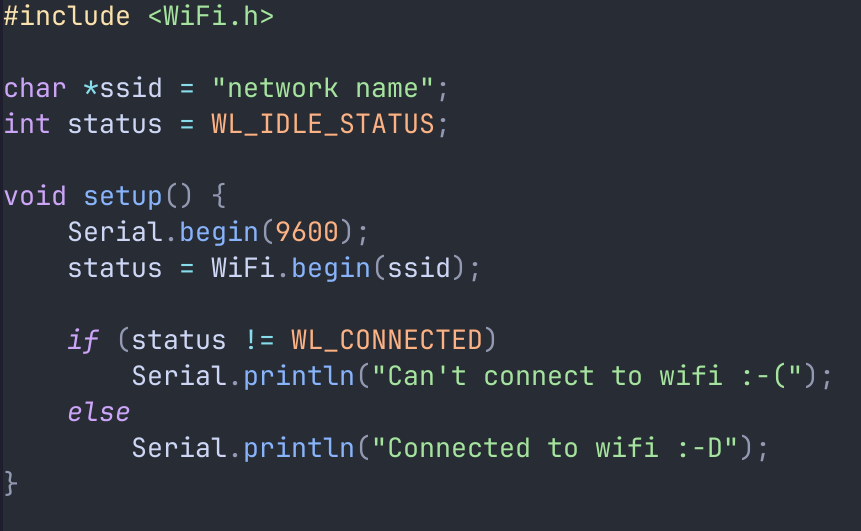 #include <WiFi.h>
char *ssid = "network name";
int status = WL_IDLE_STATUS;
void setup() {
    Serial.begin(9600);
    status = WiFi.begin(ssid);
    if (status != WL_CONNECTED)
        Serial.println("Can't connect to wifi :-(");
    else
        Serial.println("Connected to wifi :-D");
}